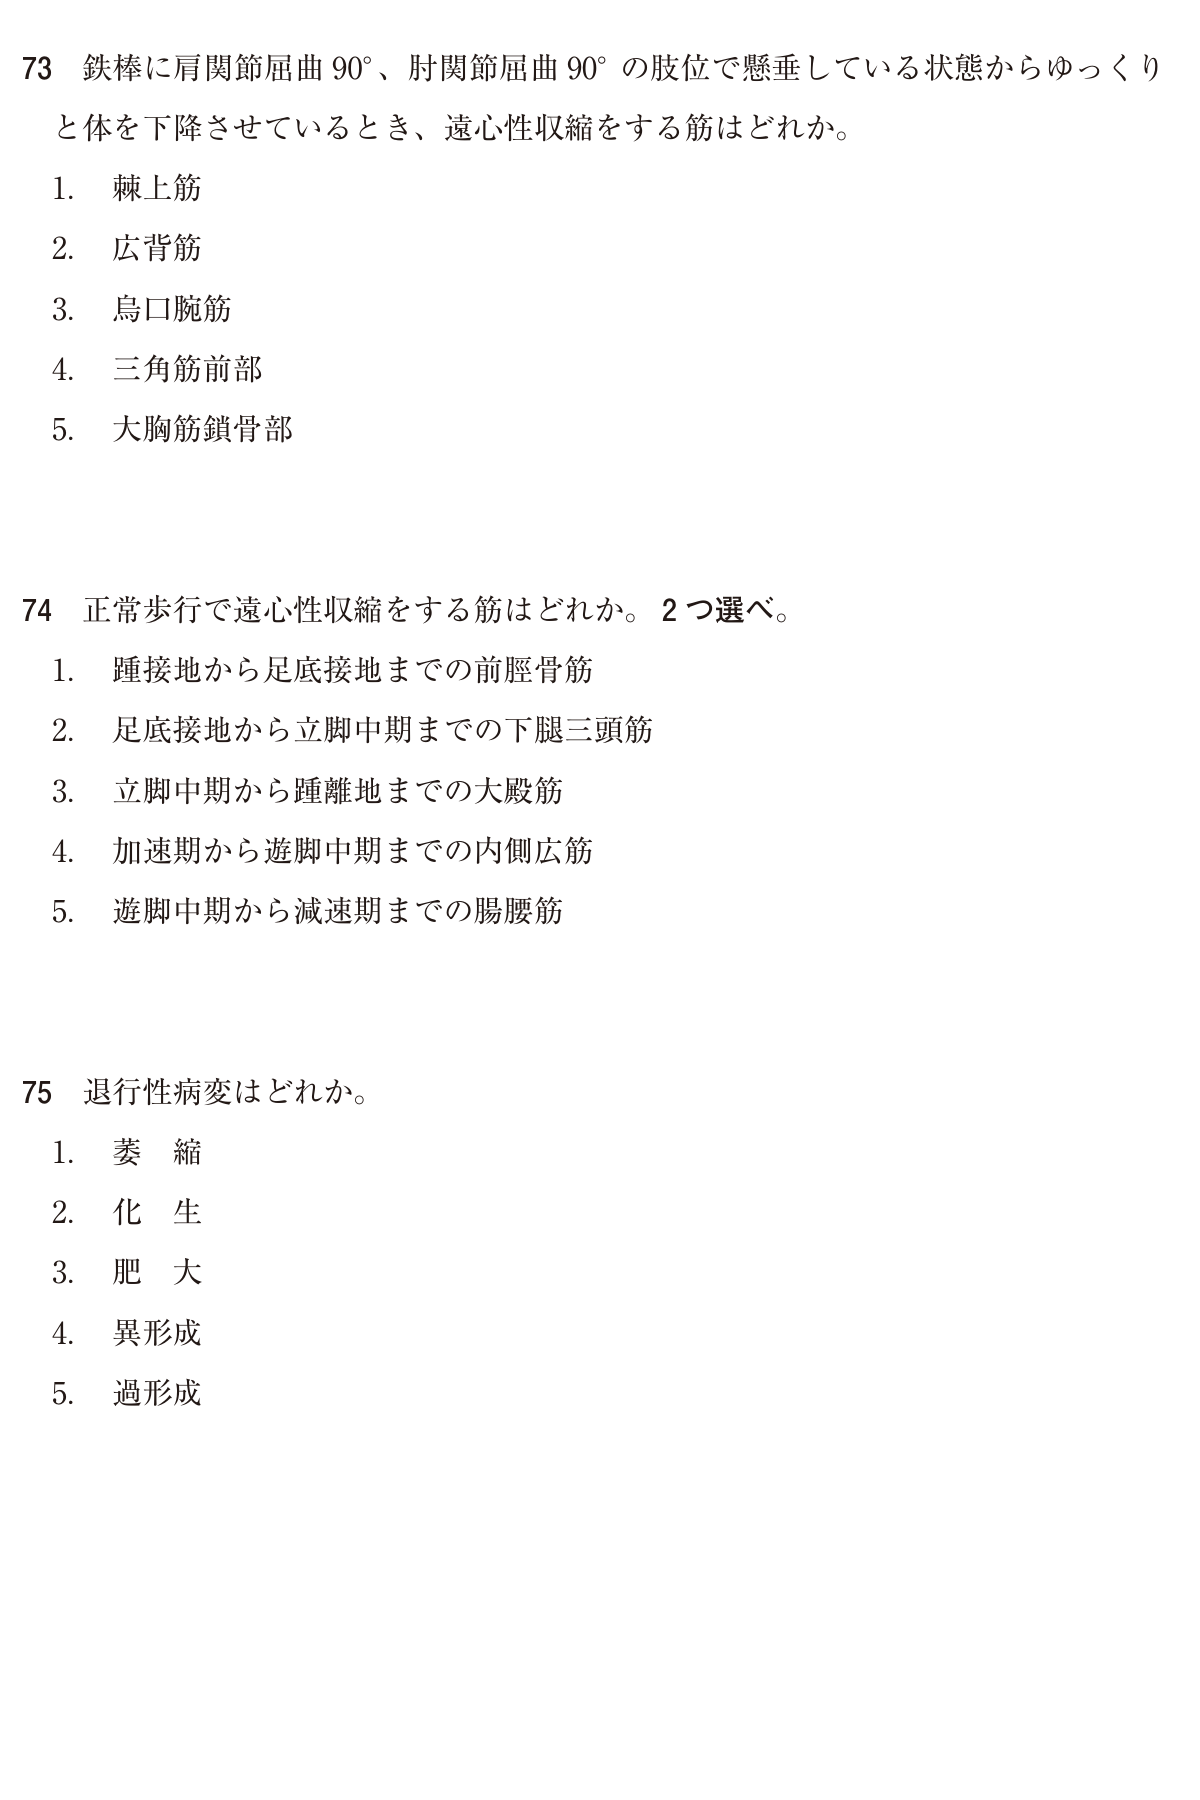 73 鉄棒に肩関節屈曲 90°、肘関節屈曲 90° の肢位で懸垂している状態からゆっくり
と体を下降させているとき、遠心性収縮をする筋はどれか。
1. 棘上筋
2. 広背筋
3. 烏口腕筋
4. 三角筋前部
5. 大胸筋鎖骨部
74 正常歩行で遠心性収縮をする筋はどれか。2 つ選べ。
1. 踵接地から足底接地までの前脛骨筋
2. 足底接地から立脚中期までの下腿三頭筋
3. 立脚中期から踵離地までの大殿筋
4. 加速期から遊脚中期までの内側広筋
5. 遊脚中期から減速期までの腸腰筋
75 退行性病変はどれか。
1. 萎 縮
2. 化 生
3. 肥 大
4. 異形成
5. 過形成